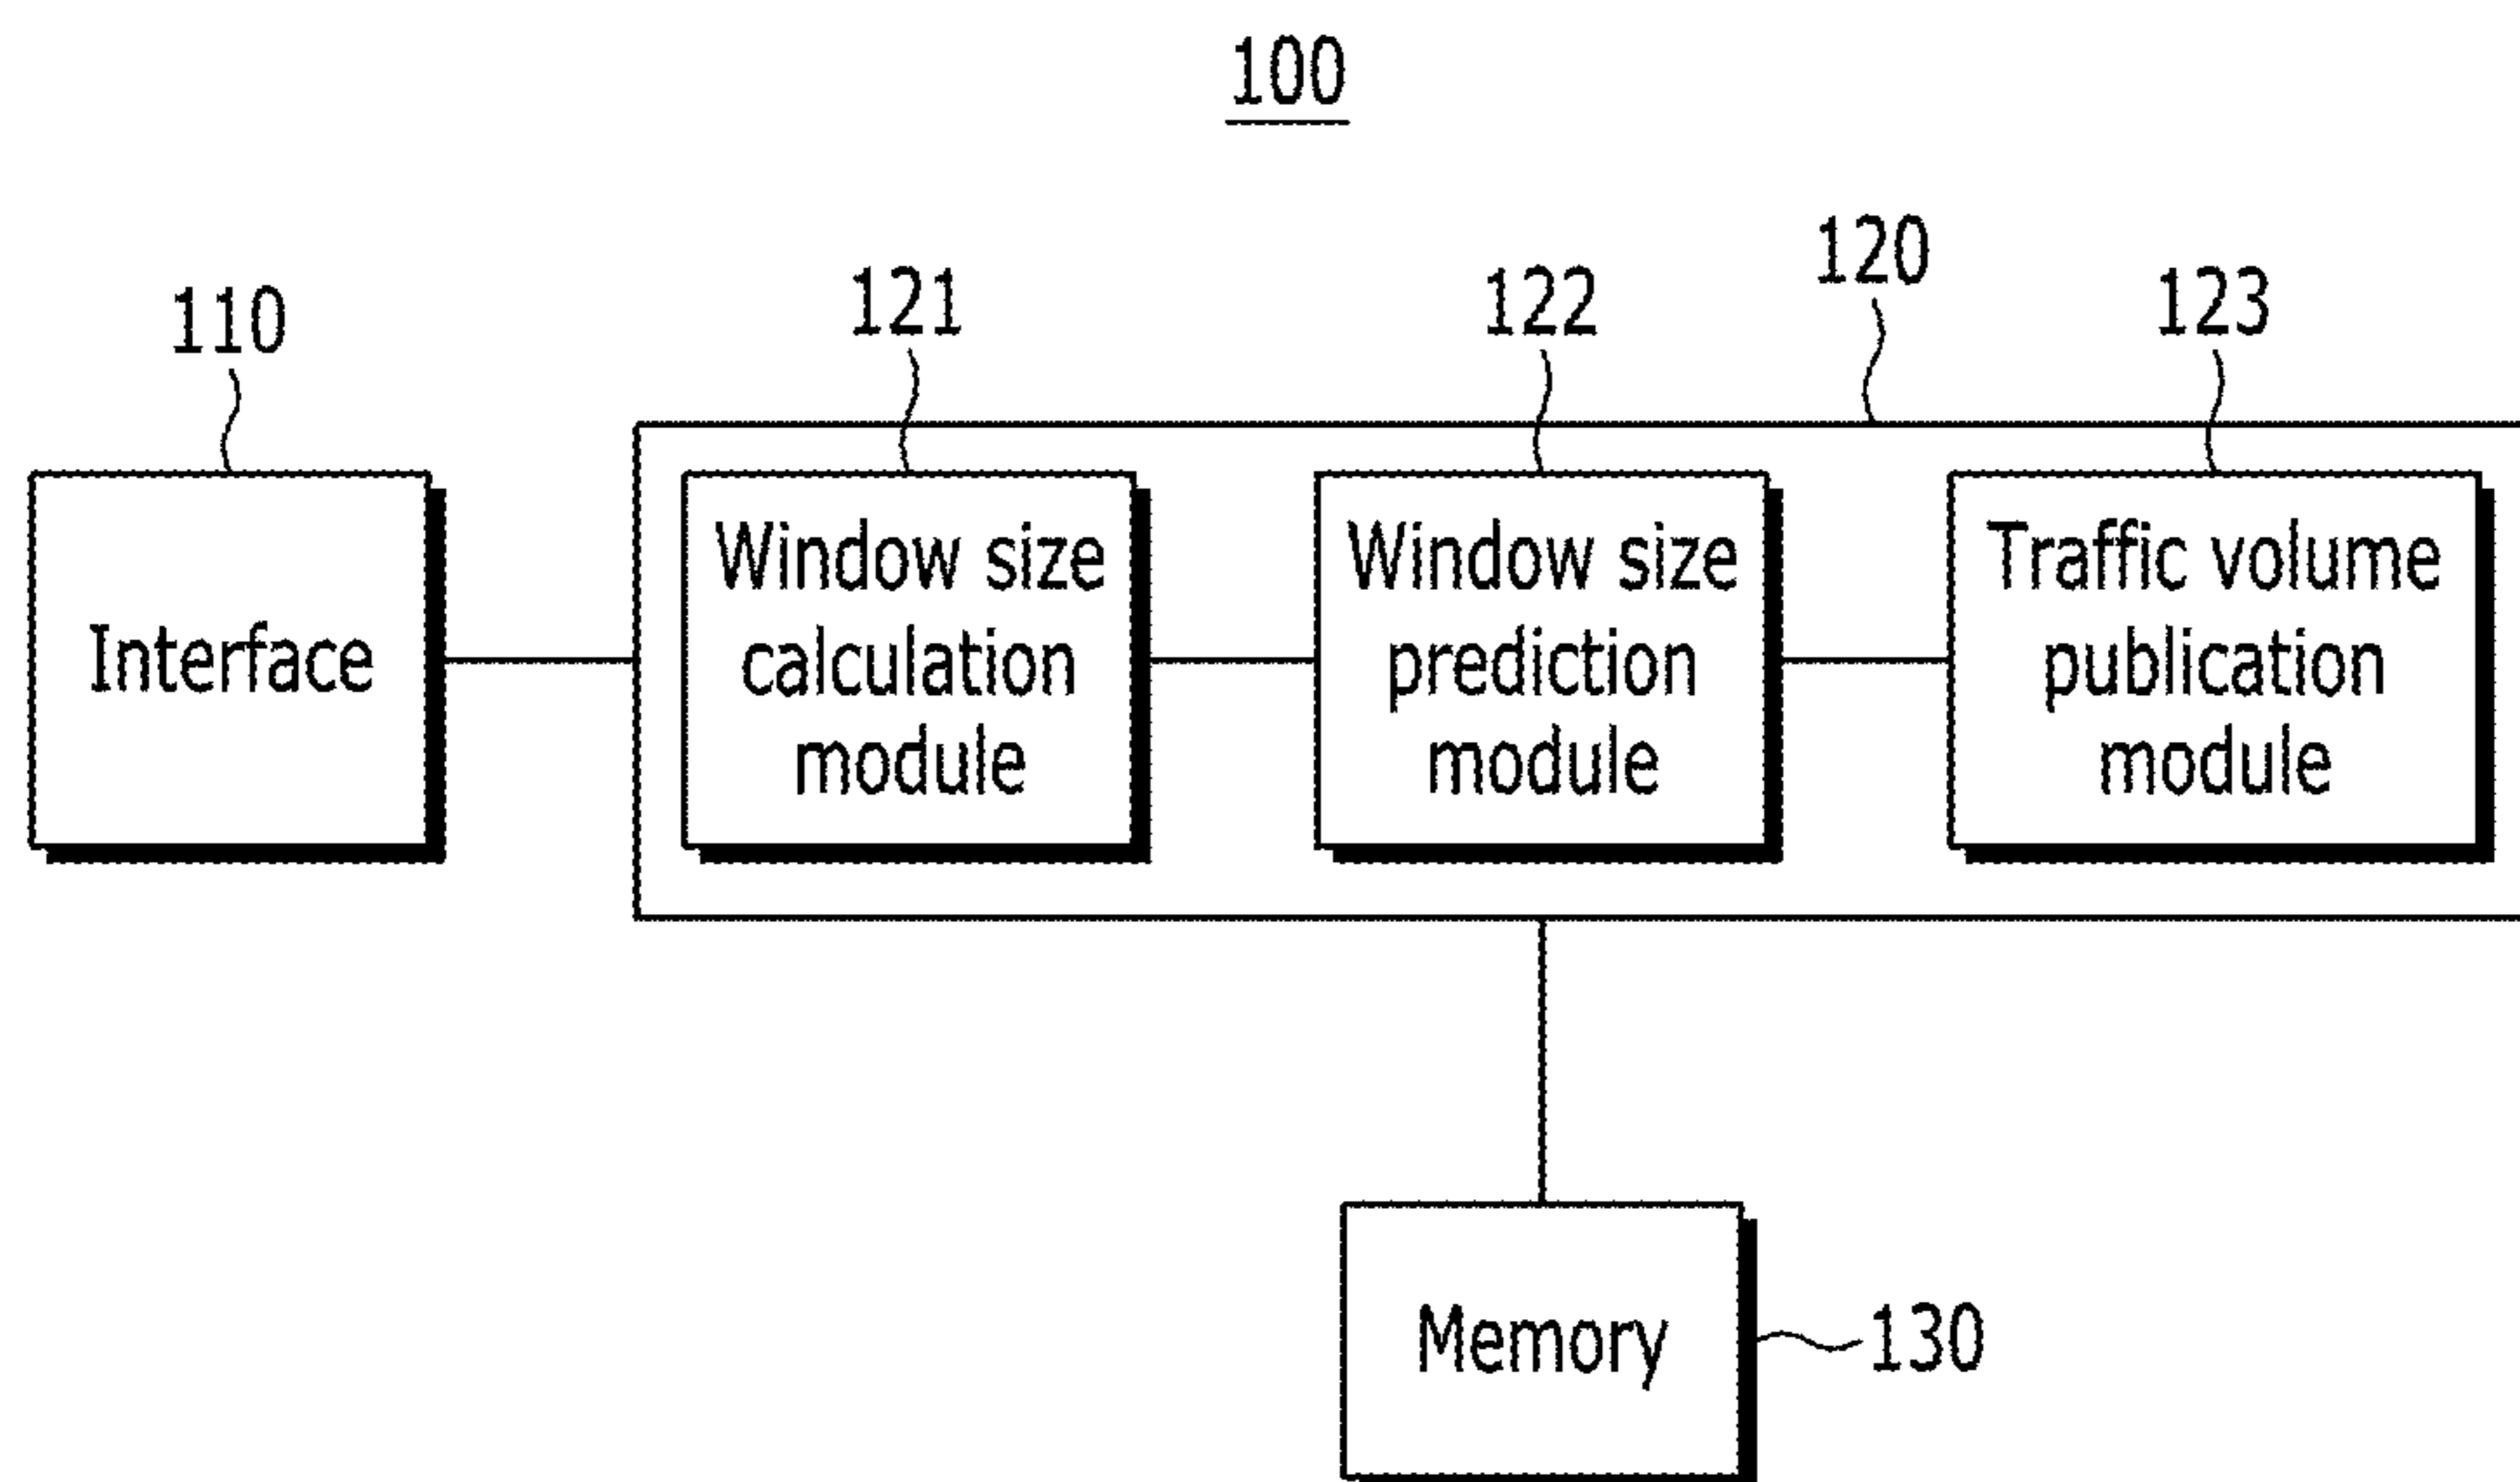 100
120
110
121
122
123
Interface
Window size
calculation
module
Window size
prediction
module
Traffic volume
publication
module
Memory
130